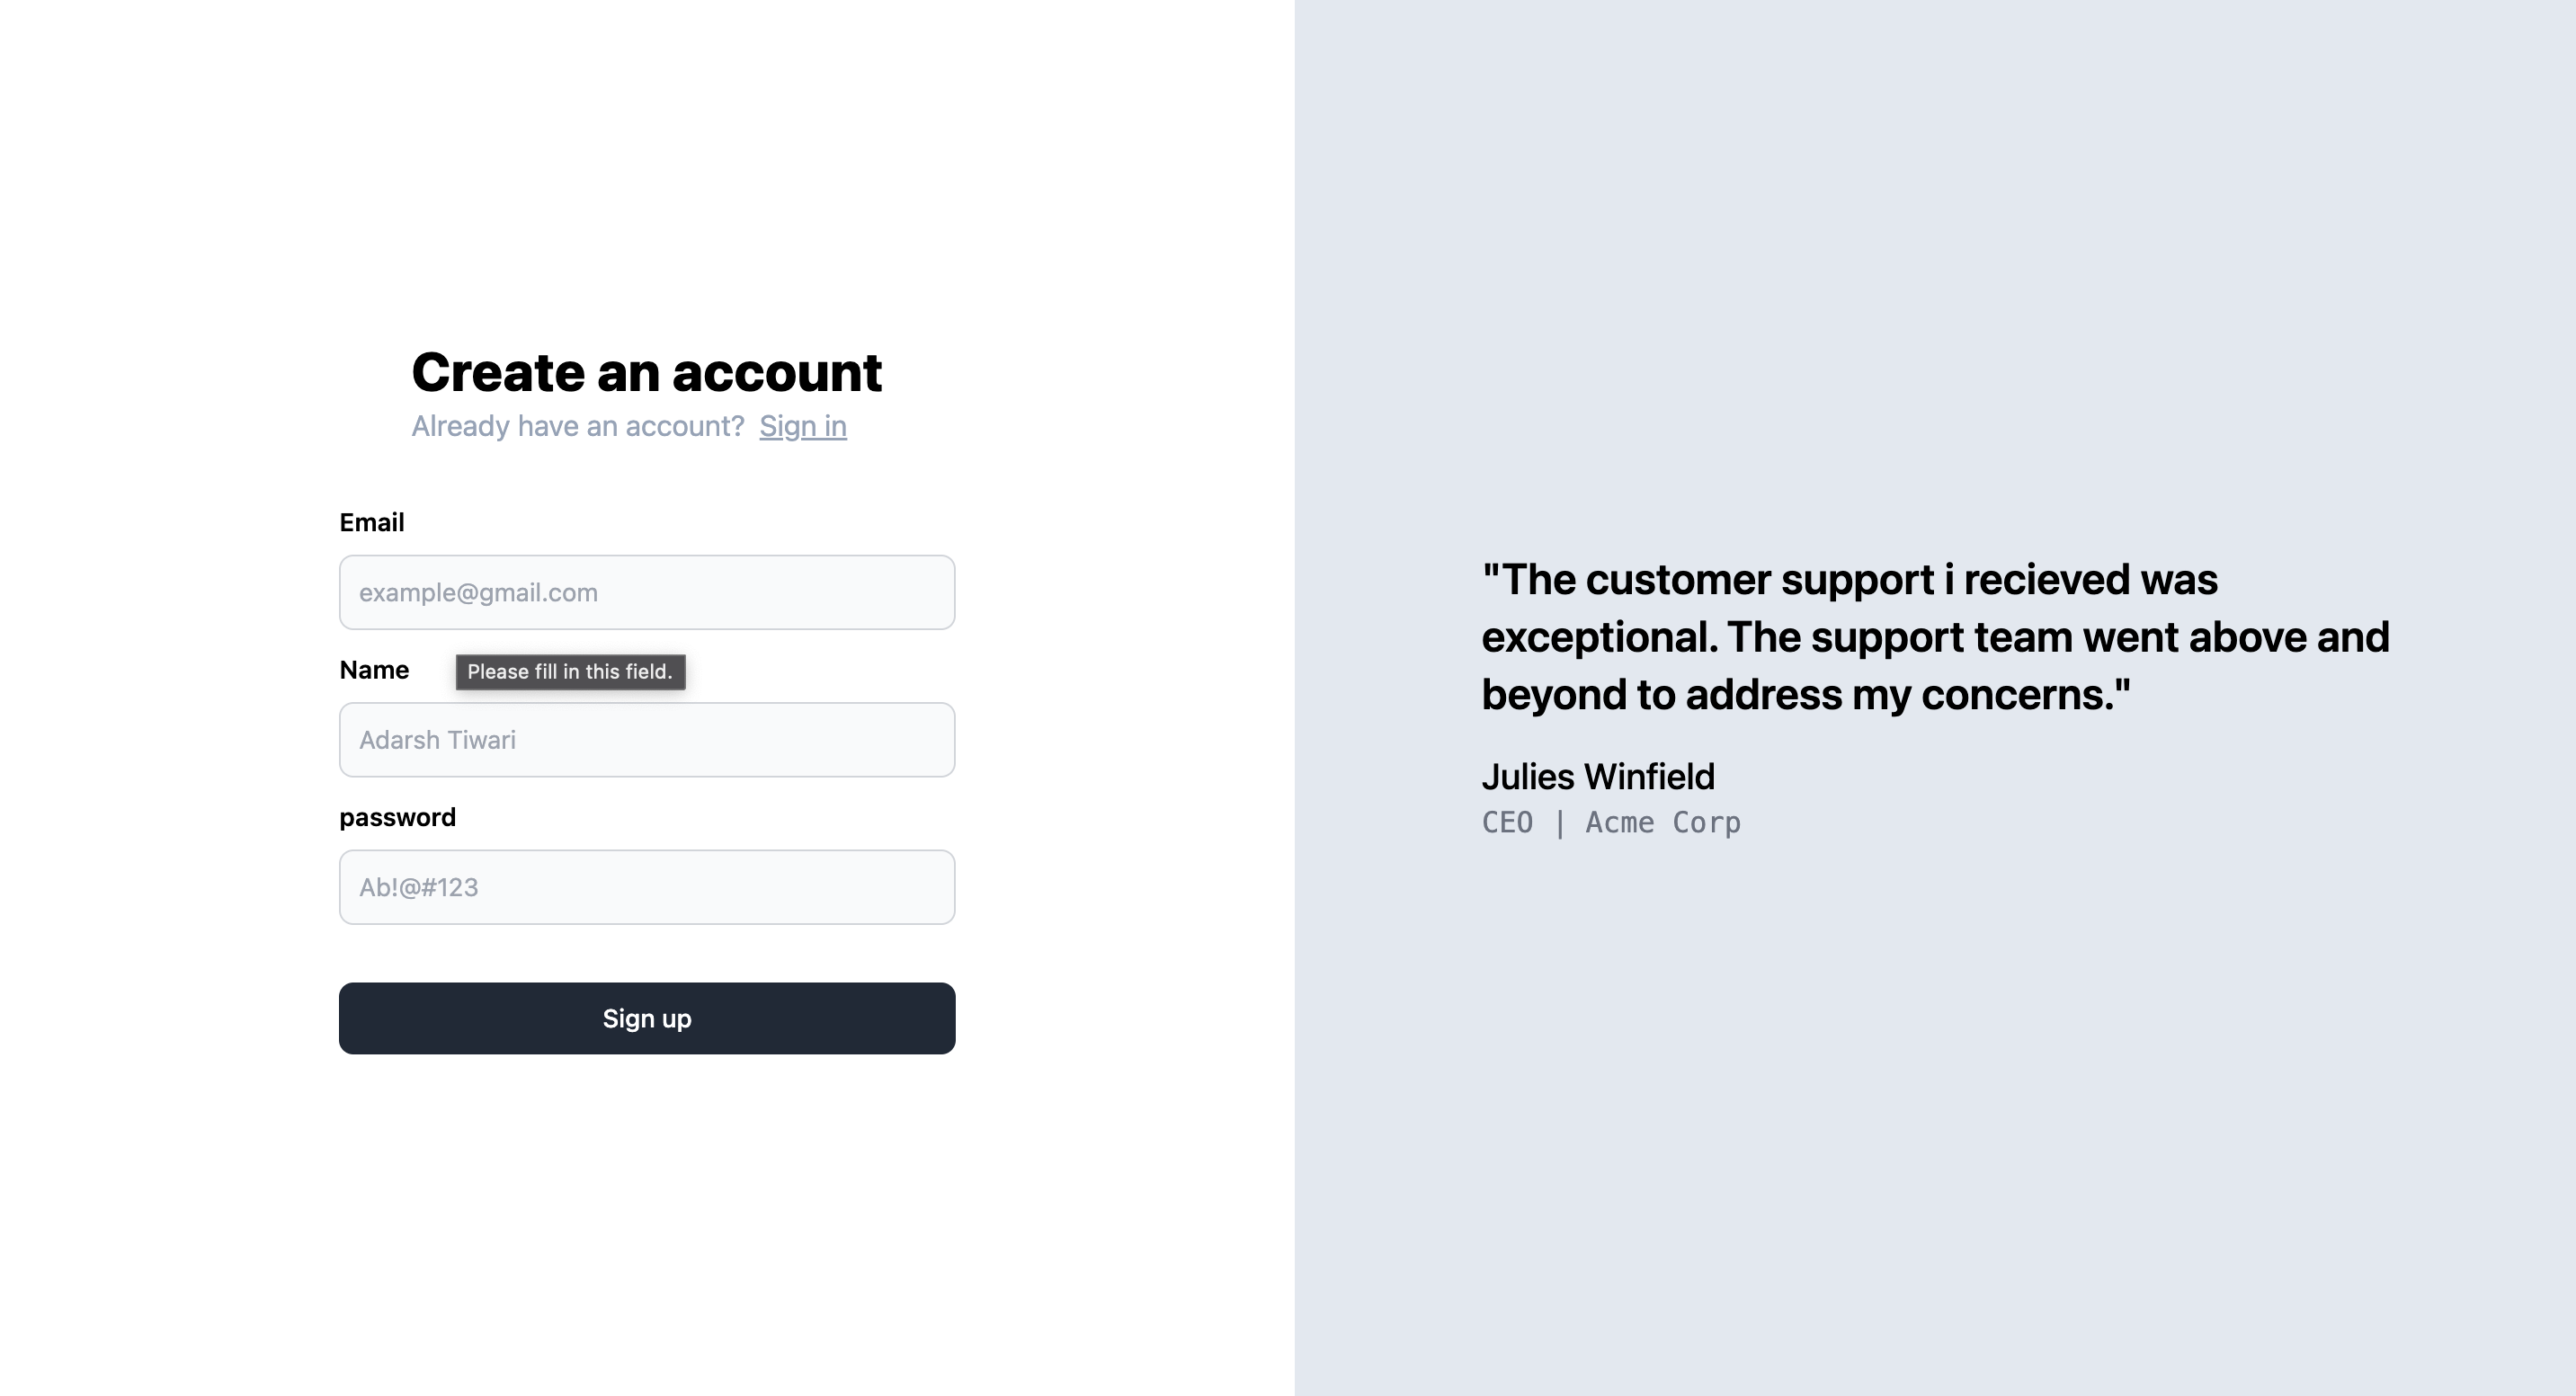 Create an account
Already have an account? Sign in
Email
example@gmail.com
Name
Please fill in this field.
Adarsh Tiwari
password
Ab!@#123
Sign up
"The customer support i recieved was
exceptional. The support team went above and
beyond to address my concerns."
Julies Winfield
CEO | Acme Corp